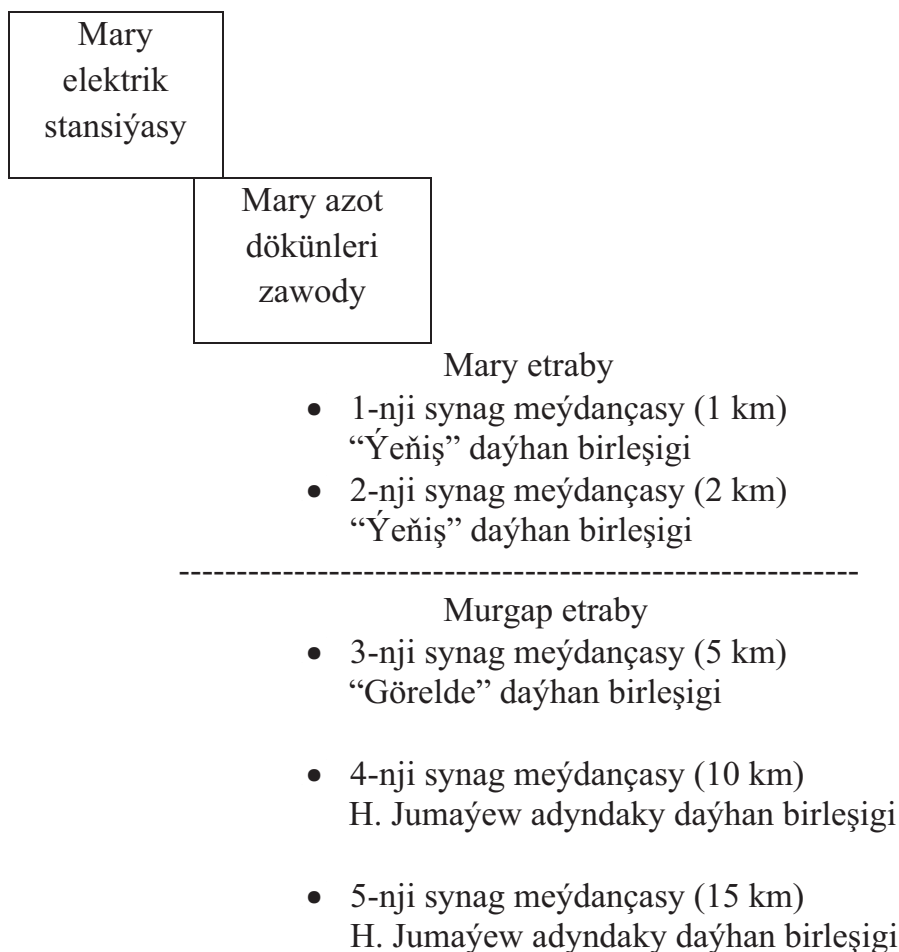 Mary
elektrik
stansiýasy
Mary azot
dökünleri
zawody
Mary etraby
• 1-nji synag meýdançasy (1 km)
“Ýeňiş” daýhan birleşigi
• 2-nji synag meýdançasy (2 km)
“Ýeňiş” daýhan birleşigi
-----------------------------------------------------------
Murgap etraby
• 3-nji synag meýdançasy (5 km)
“Görelde” daýhan birleşigi
• 4-nji synag meýdançasy (10 km)
H. Jumaýew adyndaky daýhan birleşigi
• 5-nji synag meýdançasy (15 km)
H. Jumaýew adyndaky daýhan birleşigi